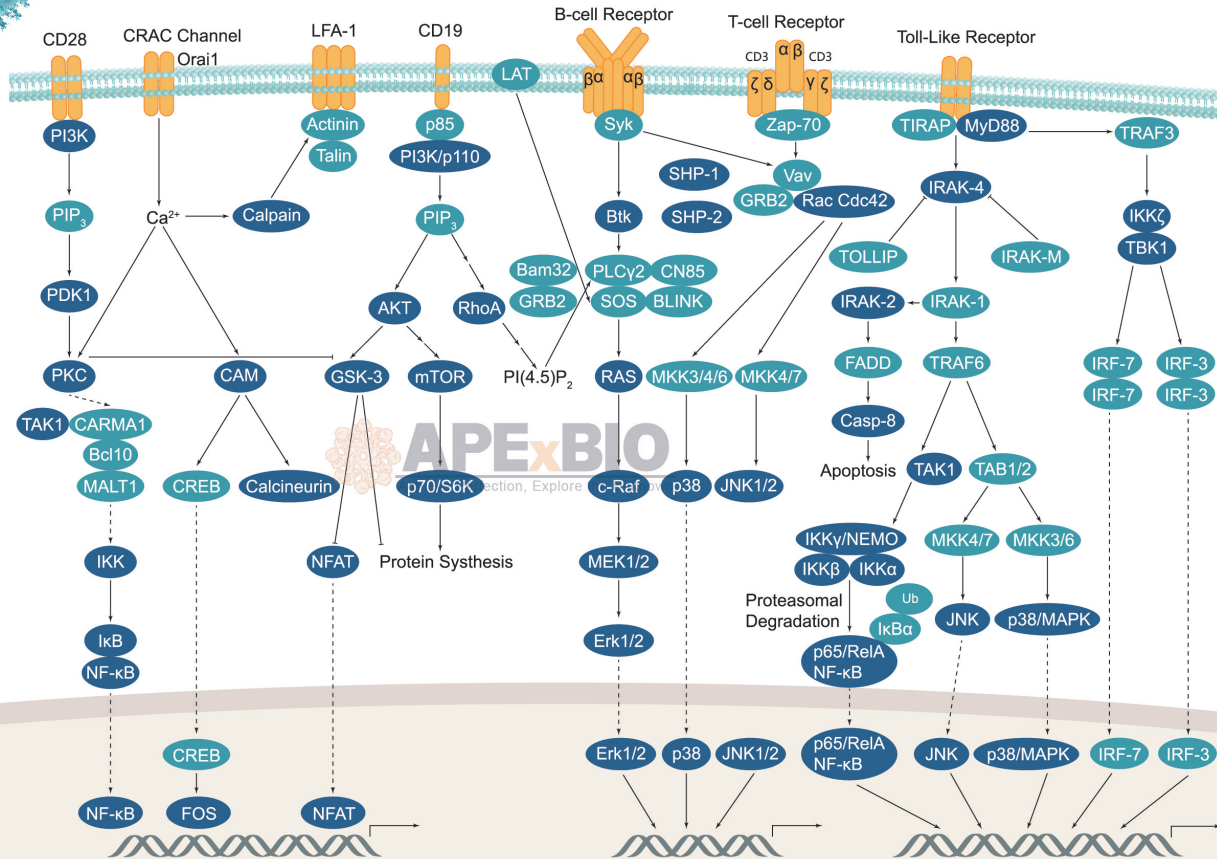 B-cell Receptor
T-cell Receptor
CD28
CRAC Channel
Orai1
LFA-1
CD19
Toll-Like Receptor
LAT
CD3
α β
CD3
βα
αβ
ζ δ
γ ζ
PI3K
Actinin
Talin
p85
PI3K/p110
Syk
Zap-70
TIRAP
MyD88
TRAF3
SHP-1
SHP-2
Vav
GRB2
Rac Cdc42
IRAK-4
PIP3
Ca2+
Calpain
PIP3
Btk
IKKζ
TBK1
TOLLIP
IRAK-M
Bam32
GRB2
PLCγ2
CN85
SOS
BLINK
PDK1
AKT
RhoA
IRAK-2
IRAK-1
PKC
CAM
GSK-3
mTOR
PI(4.5)P2
RAS
MKK3/4/6
MKK4/7
FADD
TRAF6
IRF-7
IRF-7
IRF-3
IRF-3
TAK1
CARMA1
Bcl10
MALT1
Casp-8
APExBIO
Apoptosis
TAK1
TAB1/2
CREB
Calcineurin
p70/S6K
ection, Explore
c-Raf
p38
JNK1/2
IKK
NFAT
Protein Systhesis
MEK1/2
IKKγ/NEMO
IKKβ
IKKα
MKK4/7
MKK3/6
Proteasomal
Degradation
Ub
IκBα
IκB
NF-κB
Erk1/2
p65/RelA
NF-κB
JNK
p38/MAPK
CREB
Erk1/2
p38
JNK1/2
p65/RelA
NF-κB
JNK
p38/MAPK
IRF-7
IRF-3
NF-κB
FOS
NFAT